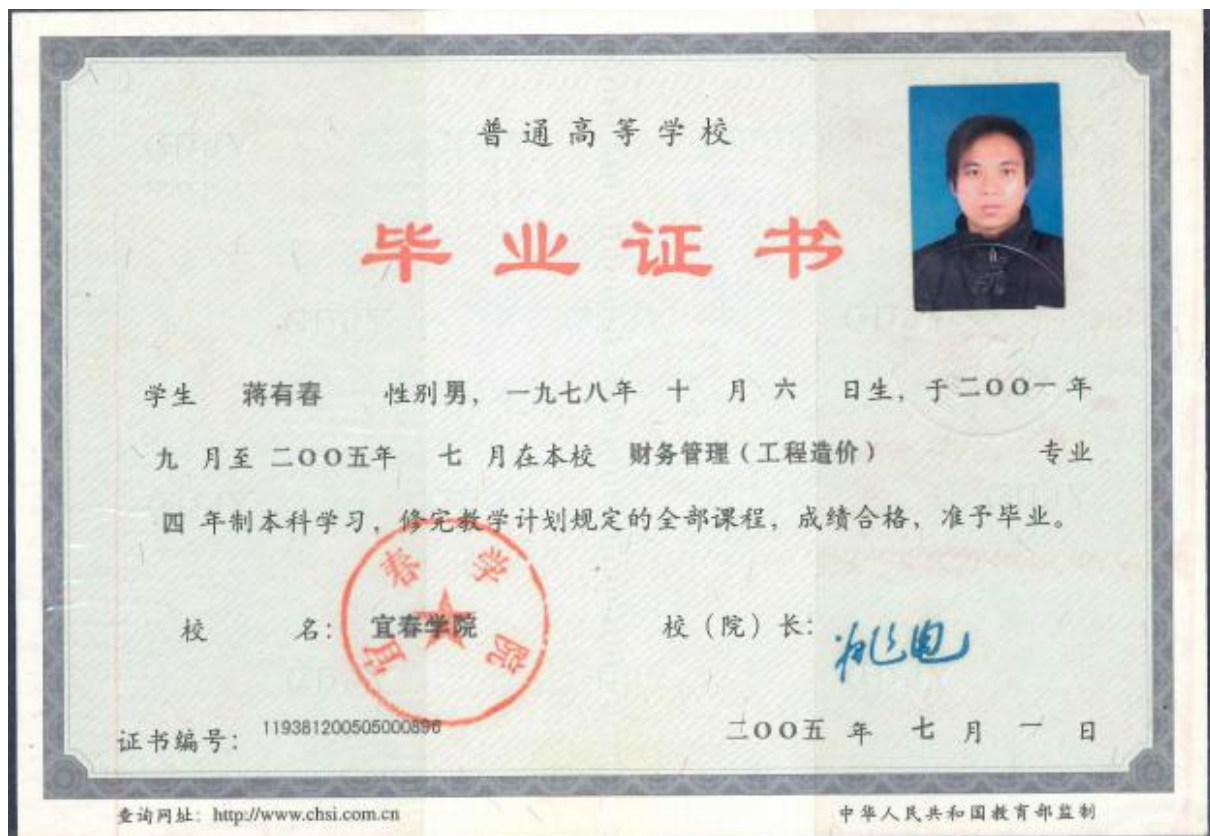 普通高等学校
毕业证书
学生 蒋有春 性别男，一九七八年 十 月 六 日生，于二〇〇一年
九 月至 二〇〇五年 七 月在本校 财务管理（工程造价） 专业
四 年制本科学习，修完教学计划规定的全部课程，成绩合格，准予毕业。
校 名：宜春学院 校（院）长：
宜春学院
证书编号：119381200505000896 二〇〇五 年 七 月 一 日
查询网址：http://www.chsi.com.cn 中华人民共和国教育部监制